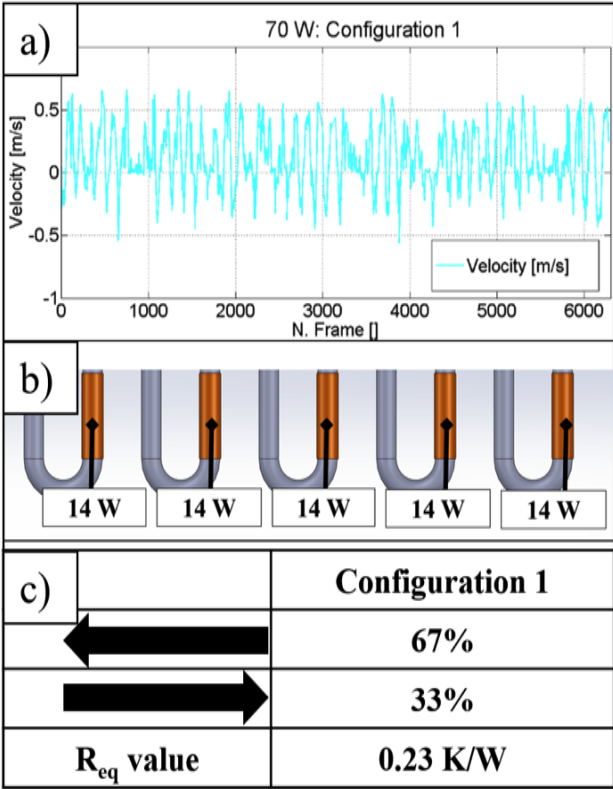 a)
70 W: Configuration 1
Velocity [m/s]
0.5
0
-0.5
-1
0 1000 2000 3000 4000 5000 6000
N. Frame []
Velocity [m/s]
b)
14 W 14 W 14 W 14 W 14 W
c)
Configuration 1
67%
33%
Req value 0.23 K/W